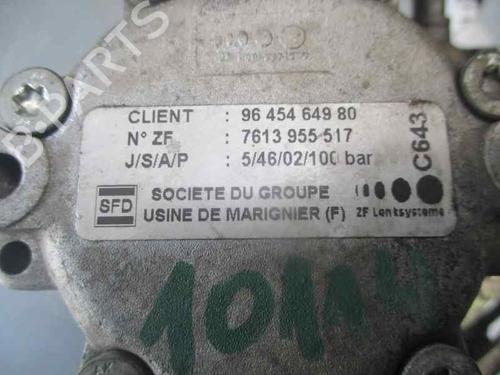 CLIENT : 96 454 649 80
N° ZF : 7613 955 517
J/S/A/P : 5/46/02/100 bar
C643
SFD
SOCIETE DU GROUPE
USINE DE MARIGNIER (F)
ZF Lenksysteme
B-PARTS